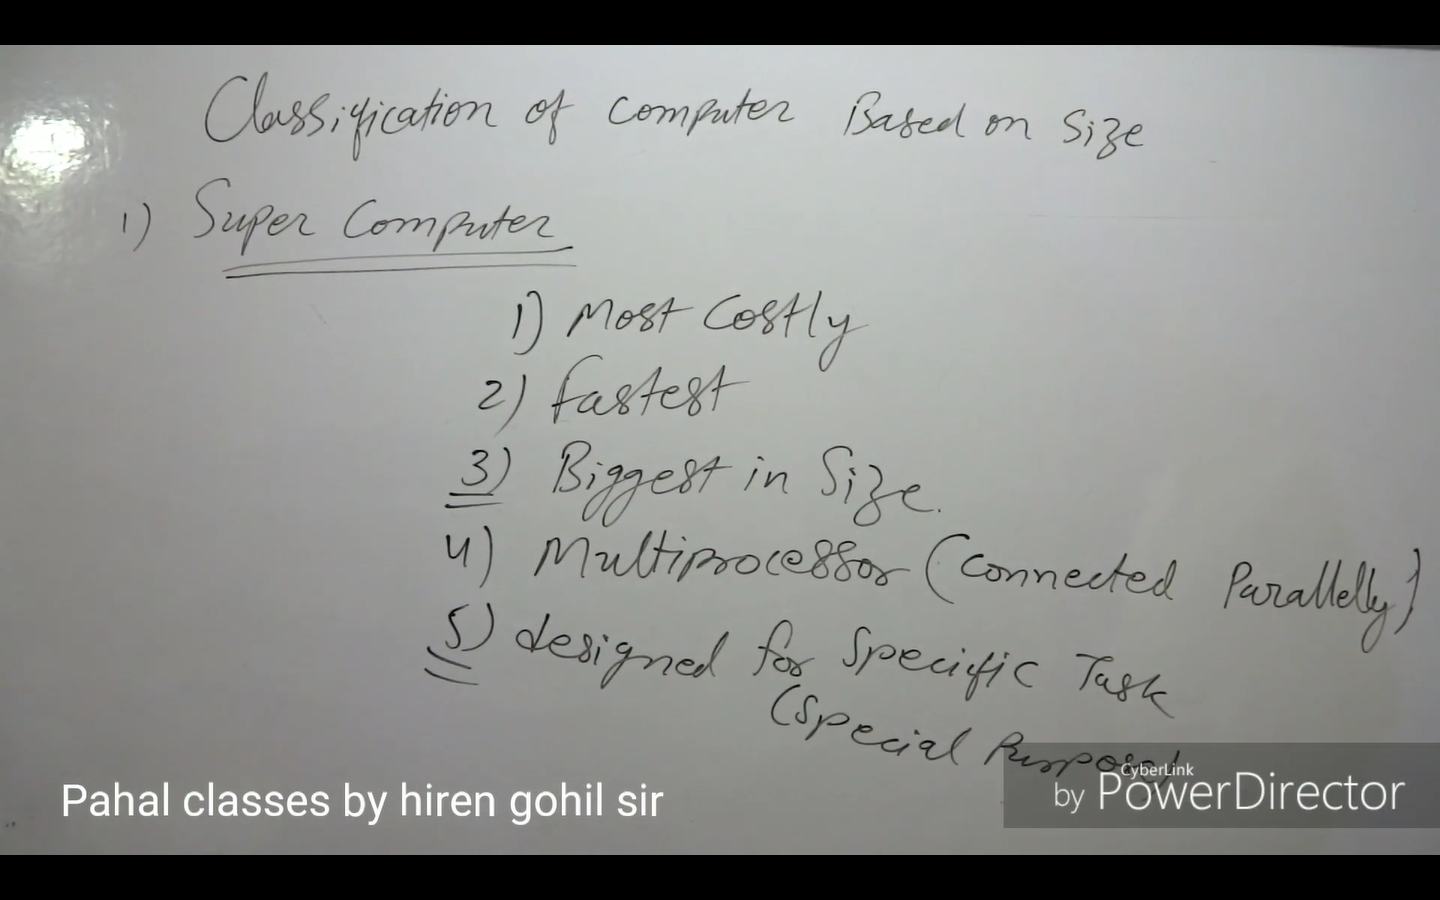 Classification of Computer Based on Size
1) Super Computer
1) Most Costly
2) fastest
3) Biggest in Size.
4) Multiprocessor (Connected Parallelly)
5) designed for Specific Task
(Special Purpose)
Pahal classes by hiren gohil sir
CyberLink
by PowerDirector